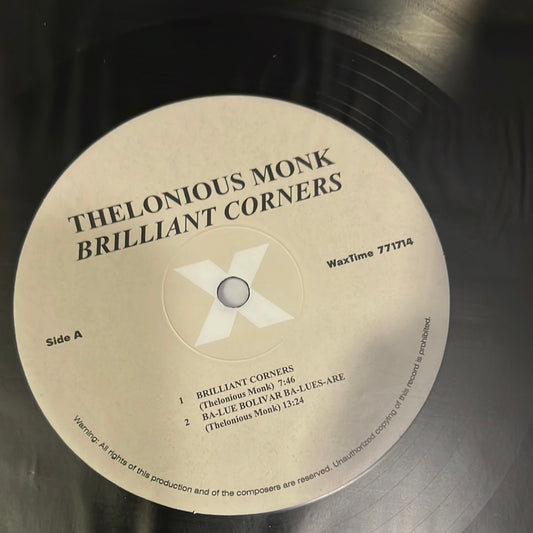 THELONIOUS MONK
BRILLIANT CORNERS
WaxTime 771714
Side A
1 BRILLIANT CORNERS
(Thelonious Monk) 7:46
2 BA-LUE BOLIVAR BA-LUES-ARE
(Thelonious Monk) 13:24
Warning: All rights of this production and of the composers are reserved. Unauthorized copying of this record is prohibited.